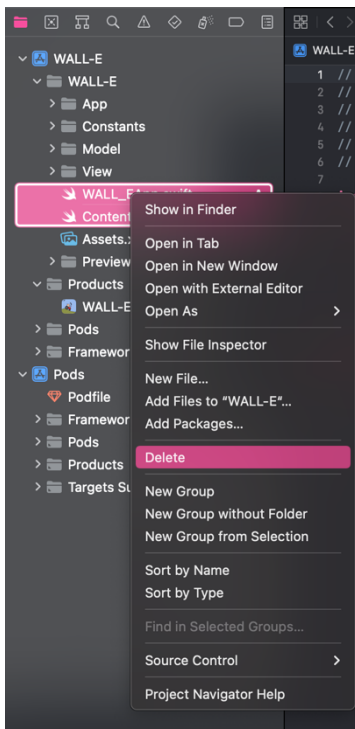 WALL-E
WALL-E
App
Constants
Model
View
WALL_EApp.swift
Content
Assets.
Preview
Products
WALL-E
Pods
Framewor
Pods
Podfile
Framewor
Pods
Products
Targets Su
Show in Finder
Open in Tab
Open in New Window
Open with External Editor
Open As
Show File Inspector
New File...
Add Files to "WALL-E"...
Add Packages...
Delete
New Group
New Group without Folder
New Group from Selection
Sort by Name
Sort by Type
Find in Selected Groups...
Source Control
Project Navigator Help
WALL-E
1 //
2 //
3 //
4 //
5 //
6 //
7